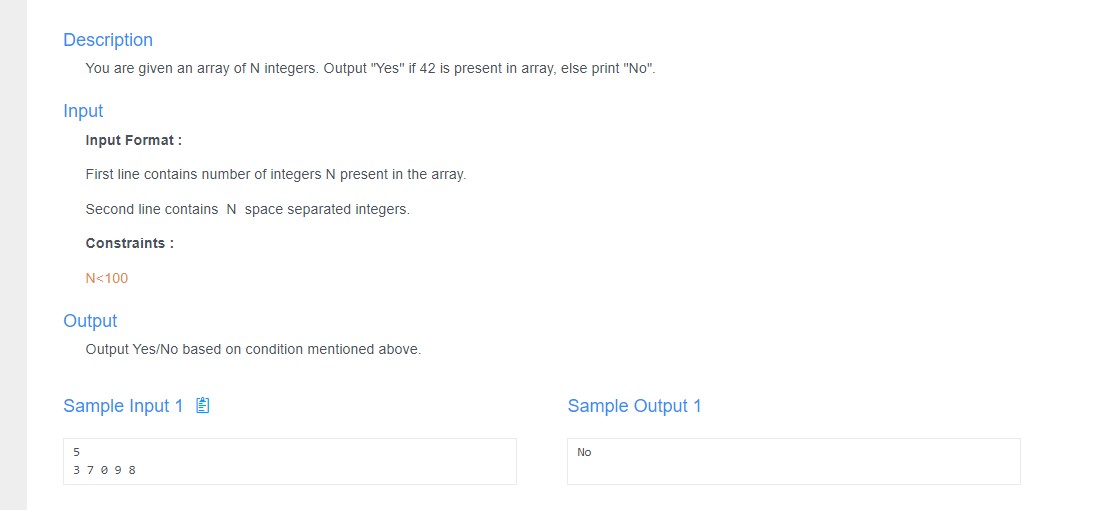 Description
You are given an array of N integers. Output "Yes" if 42 is present in array, else print "No".
Input
Input Format :
First line contains number of integers N present in the array.
Second line contains N space separated integers.
Constraints :
N<100
Output
Output Yes/No based on condition mentioned above.
Sample Input 1
5
3 7 0 9 8
Sample Output 1
No